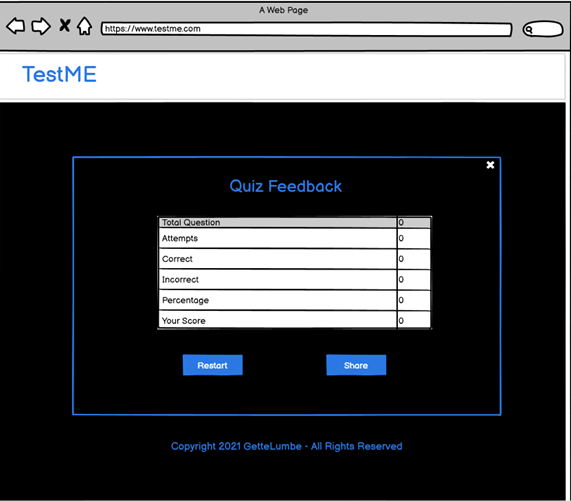 A Web Page
https://www.testme.com
TestME
Quiz Feedback
Total Question 0
Attempts 0
Correct 0
Incorrect 0
Percentage 0
Your Score 0
Restart Share
Copyright 2021 GetteLumbe - All Rights Reserved